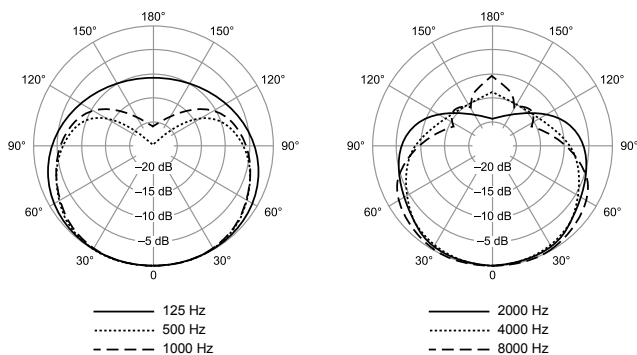 180°
150° 150°
120° 120°
90° 90°
60° 60°
30° 30°
0
–20 dB
–15 dB
–10 dB
–5 dB
125 Hz
500 Hz
1000 Hz
180°
150° 150°
120° 120°
90° 90°
60° 60°
30° 30°
0
–20 dB
–15 dB
–10 dB
–5 dB
2000 Hz
4000 Hz
8000 Hz